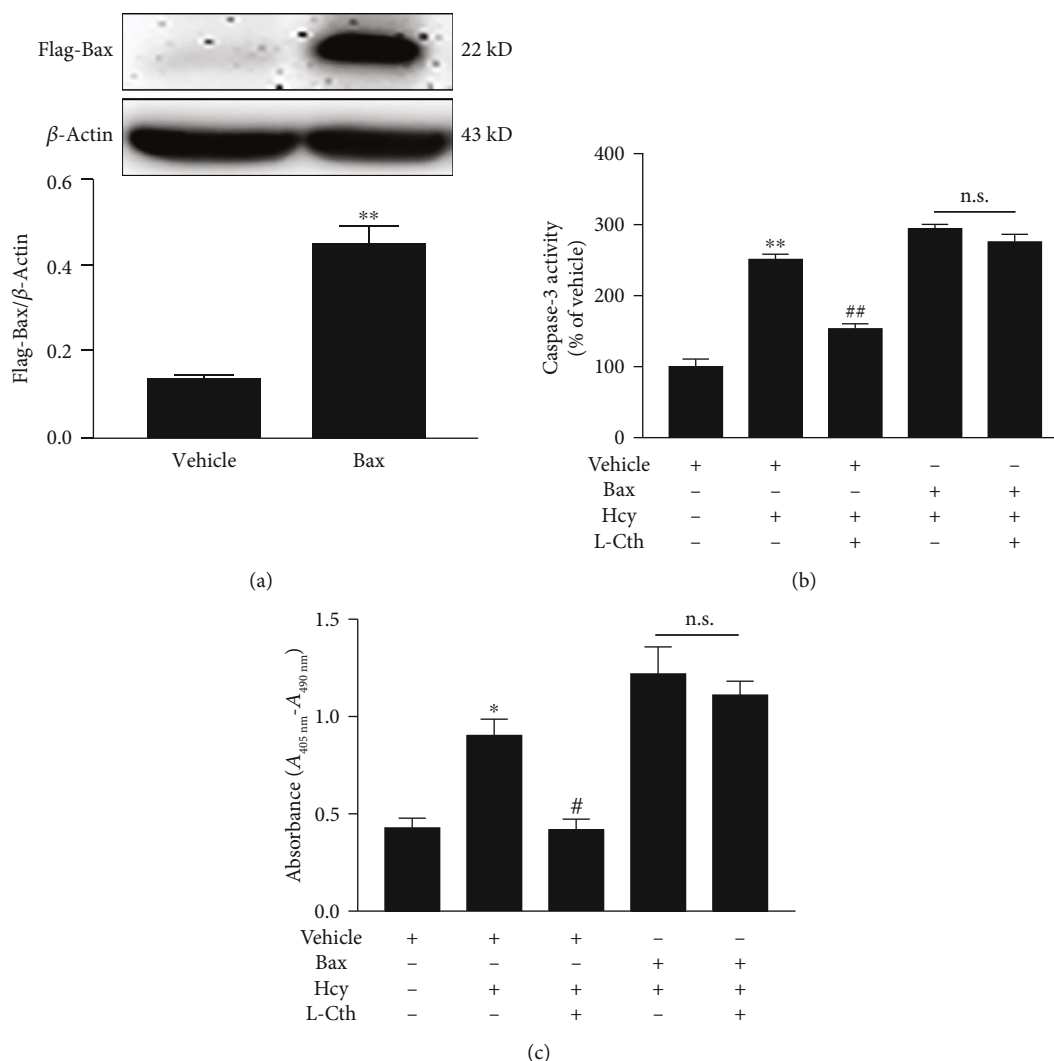 Flag-Bax 22 kD
β-Actin 43 kD
0.6
0.4
0.2
0.0
Flag-Bax/β-Actin
**
Vehicle Bax
(a)
400
300
200
100
0
Caspase-3 activity
(% of vehicle)
**
##
n.s.
Vehicle + + + – –
Bax – – – + +
Hcy – + + + +
L-Cth – – + – +
(b)
1.5
1.0
0.5
0.0
Absorbance (A405 nm-A490 nm)
*
#
n.s.
Vehicle + + + – –
Bax – – – + +
Hcy – + + + +
L-Cth – – + – +
(c)